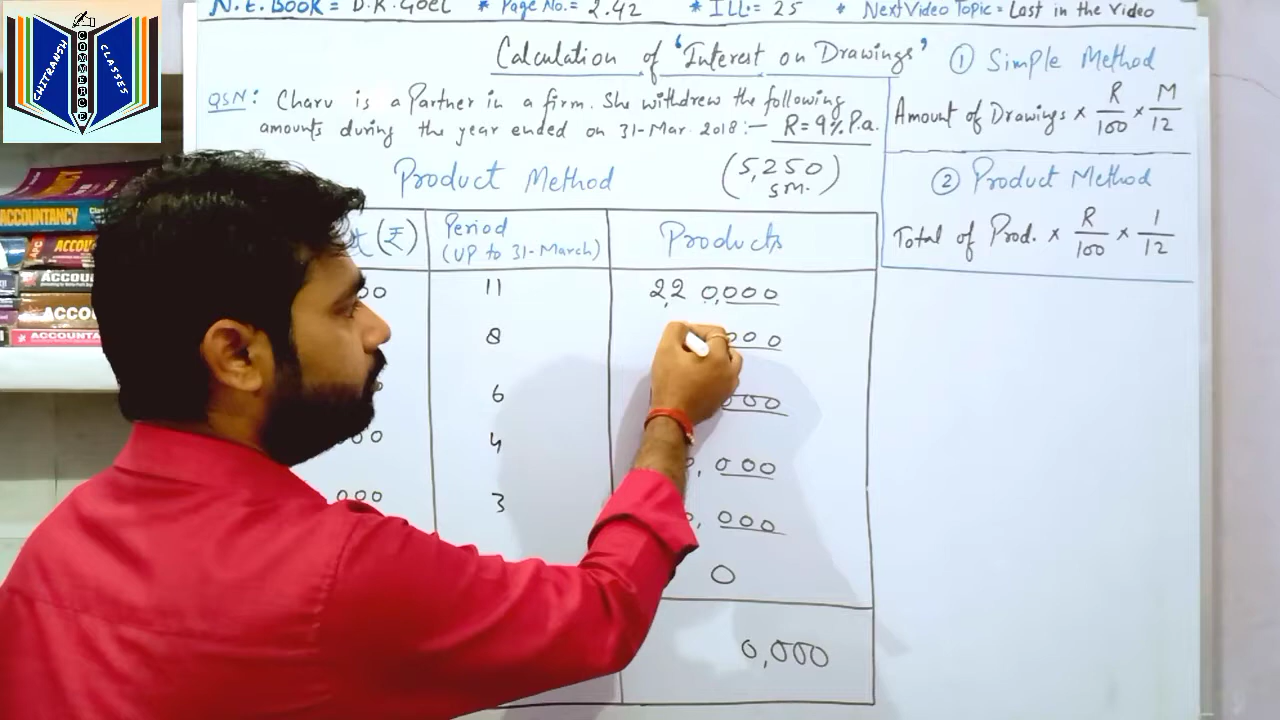 N.E. BOOK = D.K. GOEL * Page No. = 2.42 * ILL. = 25 * Next Video Topic = Last in the Video
CHITRANSH
COMMERCE
CLASSES
Calculation of 'Interest on Drawings'
QSN: Charu is a Partner in a firm. She withdrew the following
amounts during the year ended on 31-Mar. 2018:— R = 9% P.a.
Product Method (5,250 sm.)
① Simple Method
Amount of Drawings × R/100 × M/12
② Product Method
Total of Prod. × R/100 × 1/12
(₹) Period (UP to 31-March) Products
11 2,20,000
8
6
4
3
0
0,000
ACCOUNTANCY